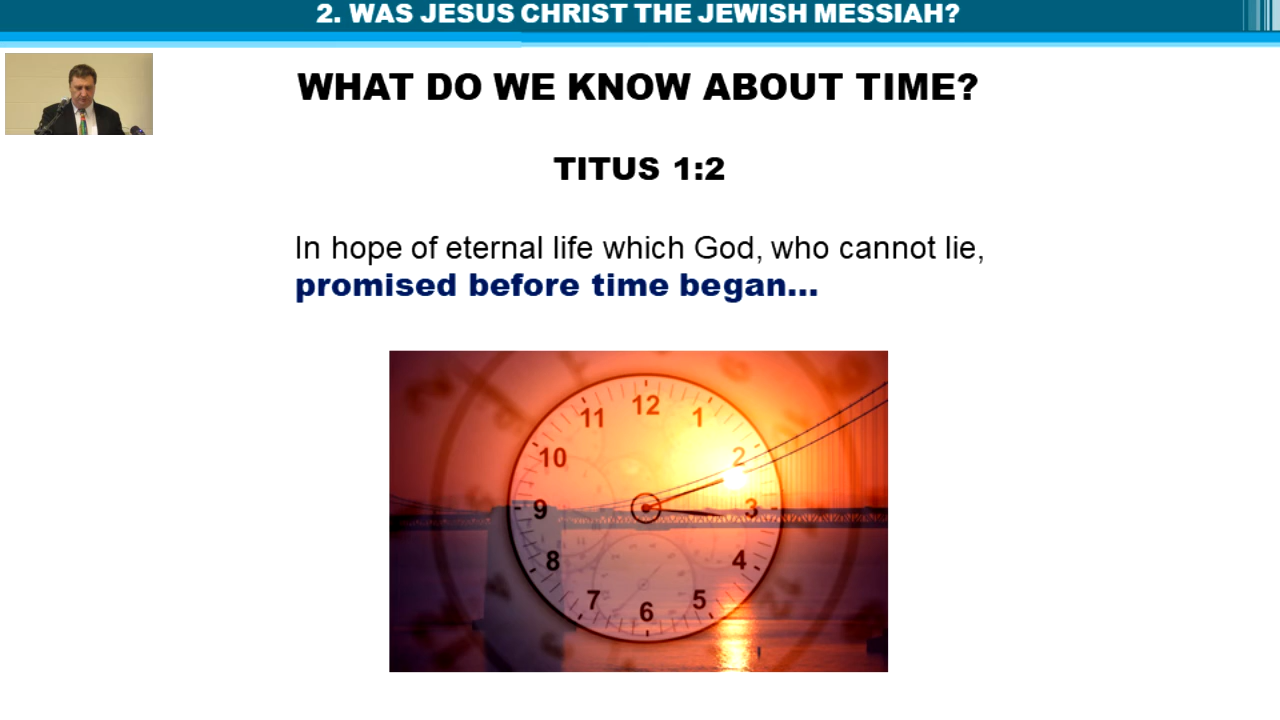 2. WAS JESUS CHRIST THE JEWISH MESSIAH?
WHAT DO WE KNOW ABOUT TIME?
TITUS 1:2
In hope of eternal life which God, who cannot lie,
promised before time began...
12
11
1
10
2
9
3
8
4
7
5
6